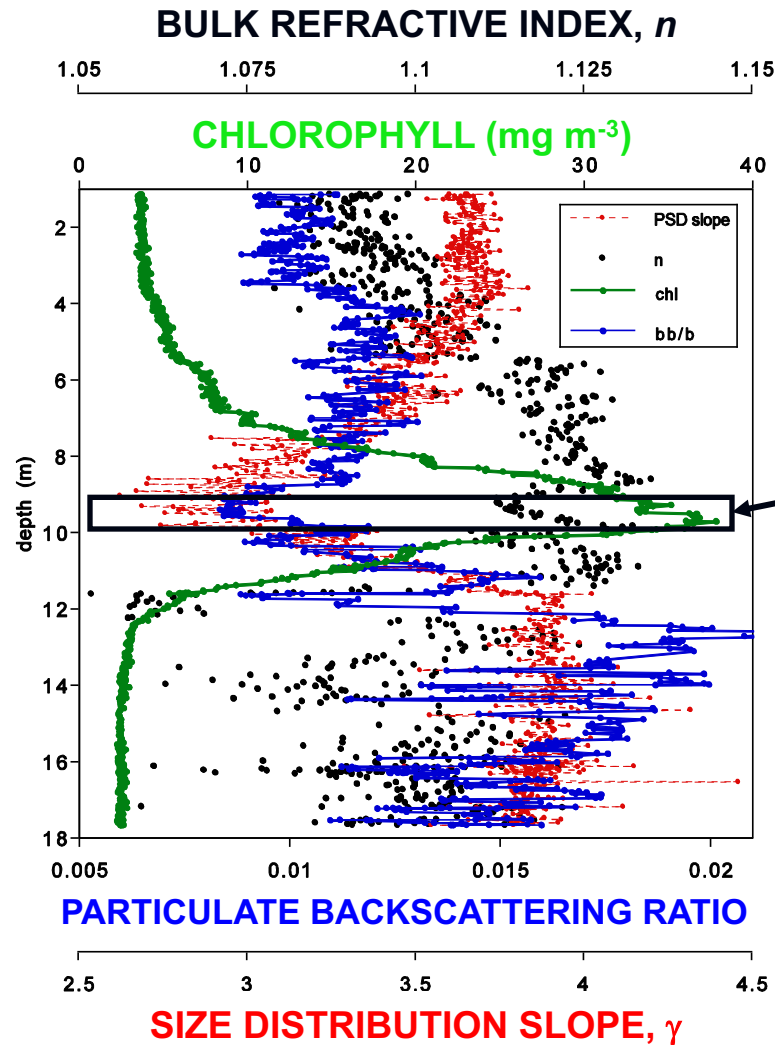 BULK REFRACTIVE INDEX, n
1.05 1.075 1.1 1.125 1.15
CHLOROPHYLL (mg m-3)
0 10 20 30 40
PSD slope
n
chl
bb/b
2
4
6
8
10
12
14
16
18
depth (m)
0.005 0.01 0.015 0.02
PARTICULATE BACKSCATTERING RATIO
2.5 3 3.5 4 4.5
SIZE DISTRIBUTION SLOPE, γ